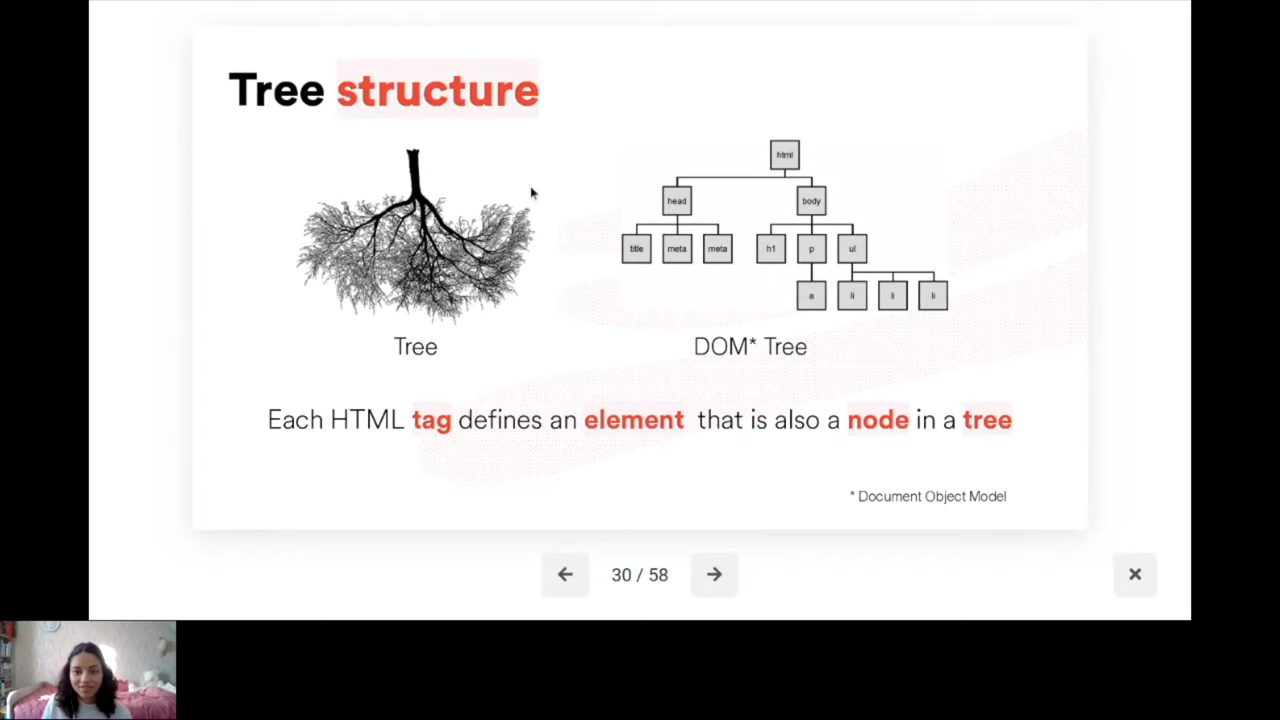 Tree structure
html
head body
title meta meta h1 p ul
a li li li
Tree DOM* Tree
Each HTML tag defines an element that is also a node in a tree
* Document Object Model
30 / 58